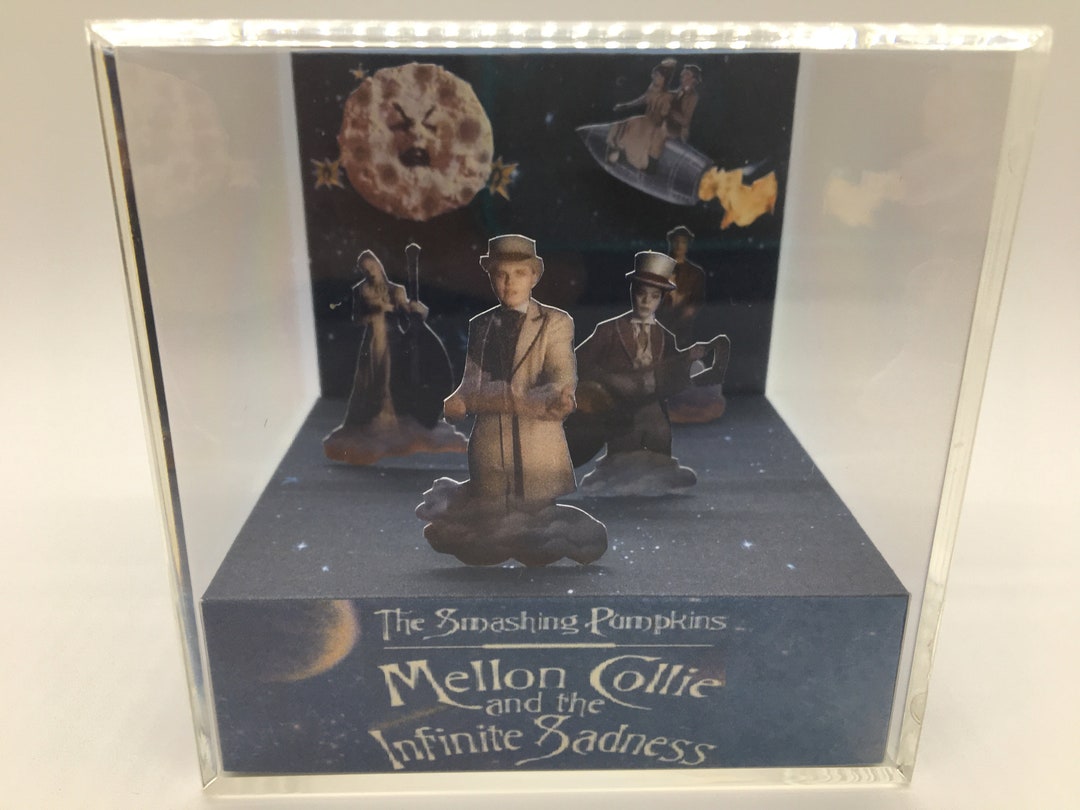 The Smashing Pumpkins
Mellon Collie
and the
Infinite Sadness